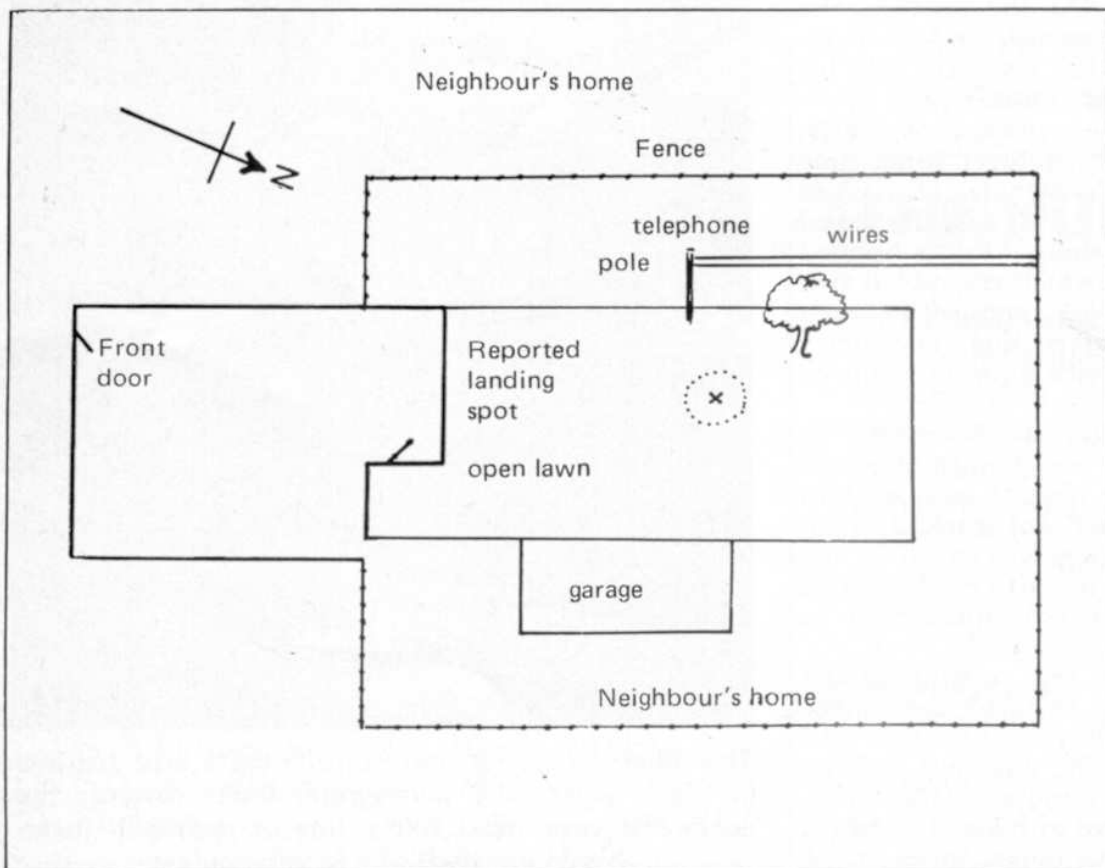 Neighbour's home
N
Fence
telephone
pole
wires
Front
door
Reported
landing
spot
open lawn
garage
Neighbour's home